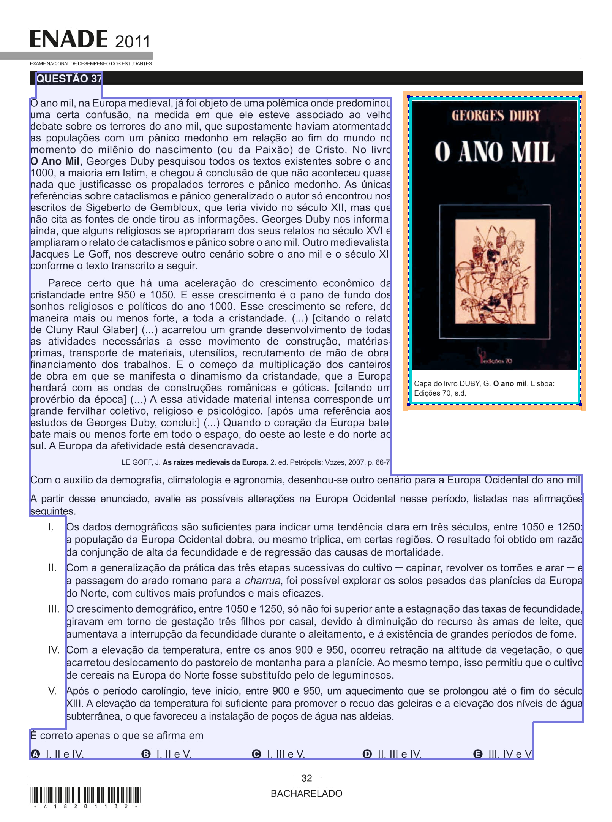 ENADE 2011
EXAME NACIONAL DE DESEMPENHO DOS ESTUDANTES
QUESTÃO 37
O ano mil, na Europa medieval, já foi objeto de uma polêmica onde predominou
uma certa confusão, na medida em que ele esteve associado ao velho
debate sobre os terrores do ano mil, que supostamente haviam atormentado
as populações com um pânico medonho em relação ao fim do mundo no
momento do milênio do nascimento (ou da Paixão) de Cristo. No livro
O Ano Mil, Georges Duby pesquisou todos os textos existentes sobre o ano
1000, a maioria em latim, e chegou à conclusão de que não aconteceu quase
nada que justificasse os propalados terrores e pânico medonho. As únicas
referências sobre cataclismos e pânico generalizado o autor só encontrou nos
escritos de Sigeberto de Gembloux, que teria vivido no século XII, mas que
não cita as fontes de onde tirou as informações. Georges Duby nos informa,
ainda, que alguns religiosos se apropriaram dos seus relatos no século XVI e
ampliaram o relato de cataclismos e pânico sobre o ano mil. Outro medievalista,
Jacques Le Goff, nos descreve outro cenário sobre o ano mil e o século XI,
conforme o texto transcrito a seguir.
Parece certo que há uma aceleração do crescimento econômico da
cristandade entre 950 e 1050. E esse crescimento é o pano de fundo dos
sonhos religiosos e políticos do ano 1000. Esse crescimento se refere, de
maneira mais ou menos forte, a toda a cristandade. (...) [citando o relato
de Cluny Raul Glaber] (...) acarretou um grande desenvolvimento de todas
as atividades necessárias a esse movimento de construção, matérias-
primas, transporte de materiais, utensílios, recrutamento de mão de obra,
financiamento dos trabalhos. E o começo da multiplicação dos canteiros
de obra em que se manifesta o dinamismo da cristandade, que a Europa
herdará com as ondas de construções românicas e góticas. [citando um
provérbio da época] (...) A essa atividade material intensa corresponde um
grande fervilhar coletivo, religioso e psicológico. [após uma referência aos
estudos de Georges Duby, conclui:] (...) Quando o coração da Europa bate,
bate mais ou menos forte em todo o espaço, do oeste ao leste e do norte ao
sul. A Europa da afetividade está desencravada.
LE GOFF, J. As raízes medievais da Europa. 2. ed. Petrópolis: Vozes, 2007. p. 66-7.
GEORGES DUBY
O ANO MIL
edições 70
Capa do livro DUBY, G. O ano mil. Lisboa:
Edições 70, s.d.
Com o auxílio da demografia, climatologia e agronomia, desenhou-se outro cenário para a Europa Ocidental do ano mil.
A partir desse enunciado, avalie as possíveis alterações na Europa Ocidental nesse período, listadas nas afirmações
seguintes.
I. Os dados demográficos são suficientes para indicar uma tendência clara em três séculos, entre 1050 e 1250:
a população da Europa Ocidental dobra, ou mesmo triplica, em certas regiões. O resultado foi obtido em razão
da conjunção de alta da fecundidade e de regressão das causas de mortalidade.
II. Com a generalização da prática das três etapas sucessivas do cultivo — capinar, revolver os torrões e arar — e
a passagem do arado romano para a charrua, foi possível explorar os solos pesados das planícies da Europa
do Norte, com cultivos mais profundos e mais eficazes.
III. O crescimento demográfico, entre 1050 e 1250, só não foi superior ante a estagnação das taxas de fecundidade,
giravam em torno de gestação três filhos por casal, devido à diminuição do recurso às amas de leite, que
aumentava a interrupção da fecundidade durante o aleitamento, e à existência de grandes períodos de fome.
IV. Com a elevação da temperatura, entre os anos 900 e 950, ocorreu retração na altitude da vegetação, o que
acarretou deslocamento do pastoreio de montanha para a planície. Ao mesmo tempo, isso permitiu que o cultivo
de cereais na Europa do Norte fosse substituído pelo de leguminosas.
V. Após o período carolíngio, teve início, entre 900 e 950, um aquecimento que se prolongou até o fim do século
XIII. A elevação da temperatura foi suficiente para promover o recuo das geleiras e a elevação dos níveis de água
subterrânea, o que favoreceu a instalação de poços de água nas aldeias.
É correto apenas o que se afirma em
A I, II e IV. B I, II e V. C I, III e V. D II, III e IV. E III, IV e V
32
BACHARELADO
*A1620113 2*